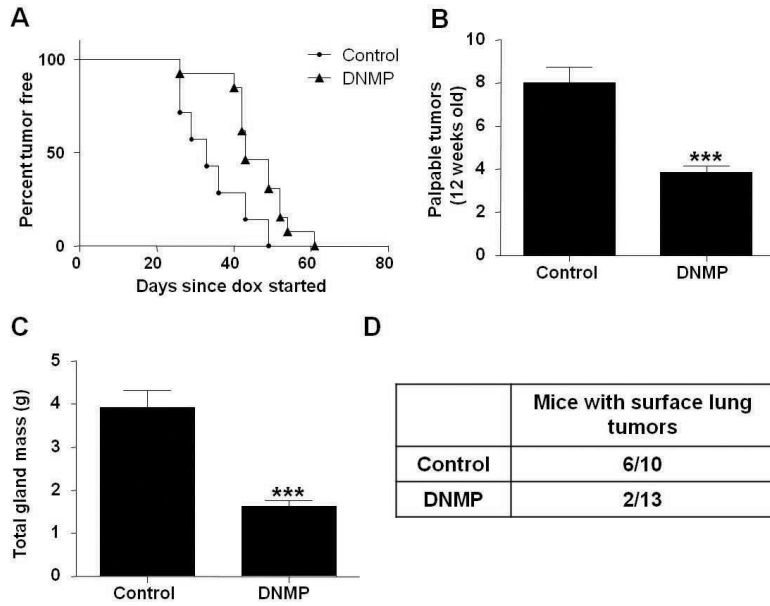 A
Percent tumor free
100
50
0
0
20
40
60
80
Days since dox started
Control
DNMP
B
Palpable tumors
(12 weeks old)
10
8
6
4
2
0
***
Control
DNMP
C
Total gland mass (g)
5
4
3
2
1
0
***
Control
DNMP
D
Mice with surface lung
tumors
Control 6/10
DNMP 2/13